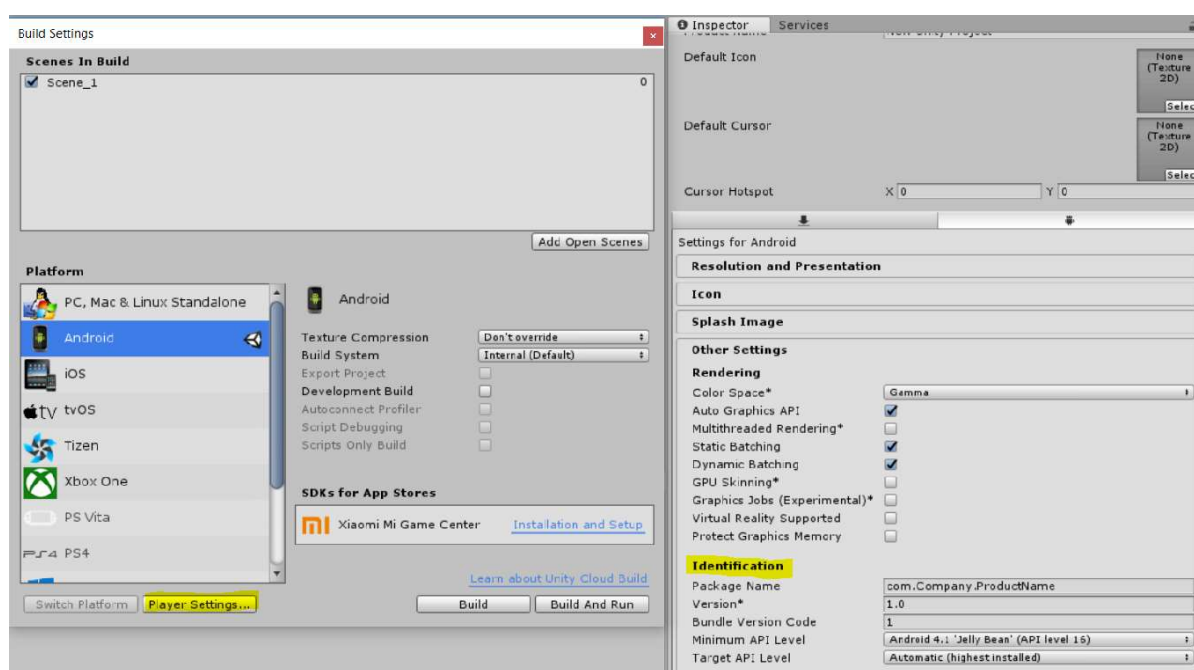 Build Settings
Scenes In Build
Scene_1 0
Add Open Scenes
Platform
PC, Mac & Linux Standalone
Android
iOS
tv tvOS
Tizen
Xbox One
PS Vita
PS4 PS4
Android
Texture Compression Don't override
Build System Internal (Default)
Export Project
Development Build
Autoconnect Profiler
Script Debugging
Scripts Only Build
SDKs for App Stores
Xiaomi Mi Game Center Installation and Setup
Learn about Unity Cloud Build
Switch Platform Player Settings... Build Build And Run
Inspector Services
Default Icon
None
(Texture
2D)
Selec
Default Cursor
None
(Texture
2D)
Selec
Cursor Hotspot X 0 Y 0
Settings for Android
Resolution and Presentation
Icon
Splash Image
Other Settings
Rendering
Color Space* Gamma
Auto Graphics API
Multithreaded Rendering*
Static Batching
Dynamic Batching
GPU Skinning*
Graphics Jobs (Experimental)*
Virtual Reality Supported
Protect Graphics Memory
Identification
Package Name com.Company.ProductName
Version* 1.0
Bundle Version Code 1
Minimum API Level Android 4.1 'Jelly Bean' (API level 16)
Target API Level Automatic (highest installed)